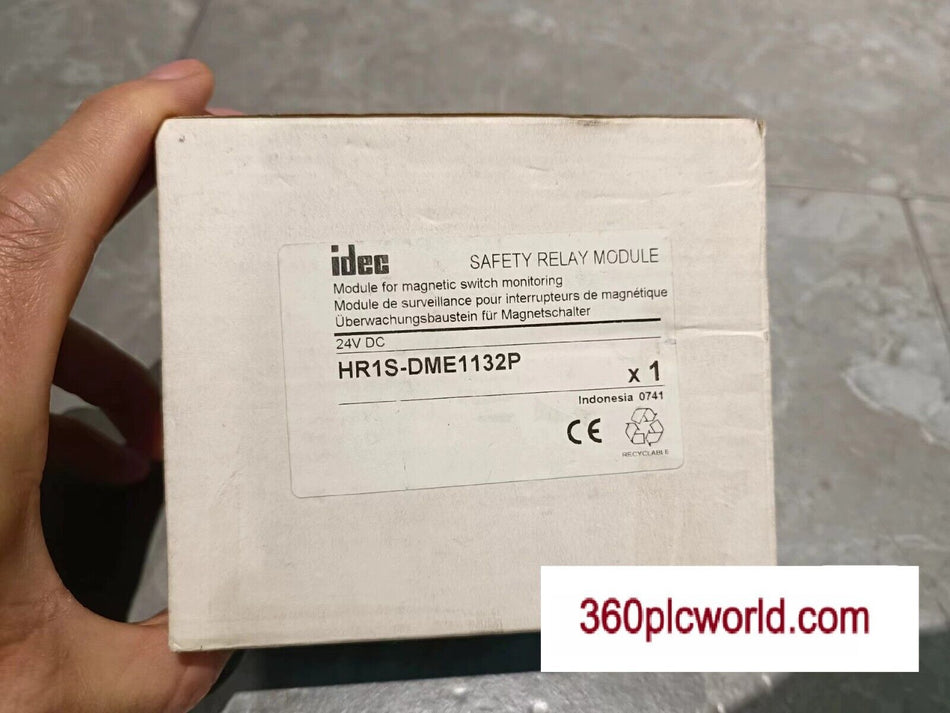 idec
SAFETY RELAY MODULE
Module for magnetic switch monitoring
Module de surveillance pour interrupteurs de magnétique
Überwachungsbaustein für Magnetschalter
24V DC
HR1S-DME1132P
x 1
Indonesia 0741
CE
RECYCLABLE
360plcworld.com